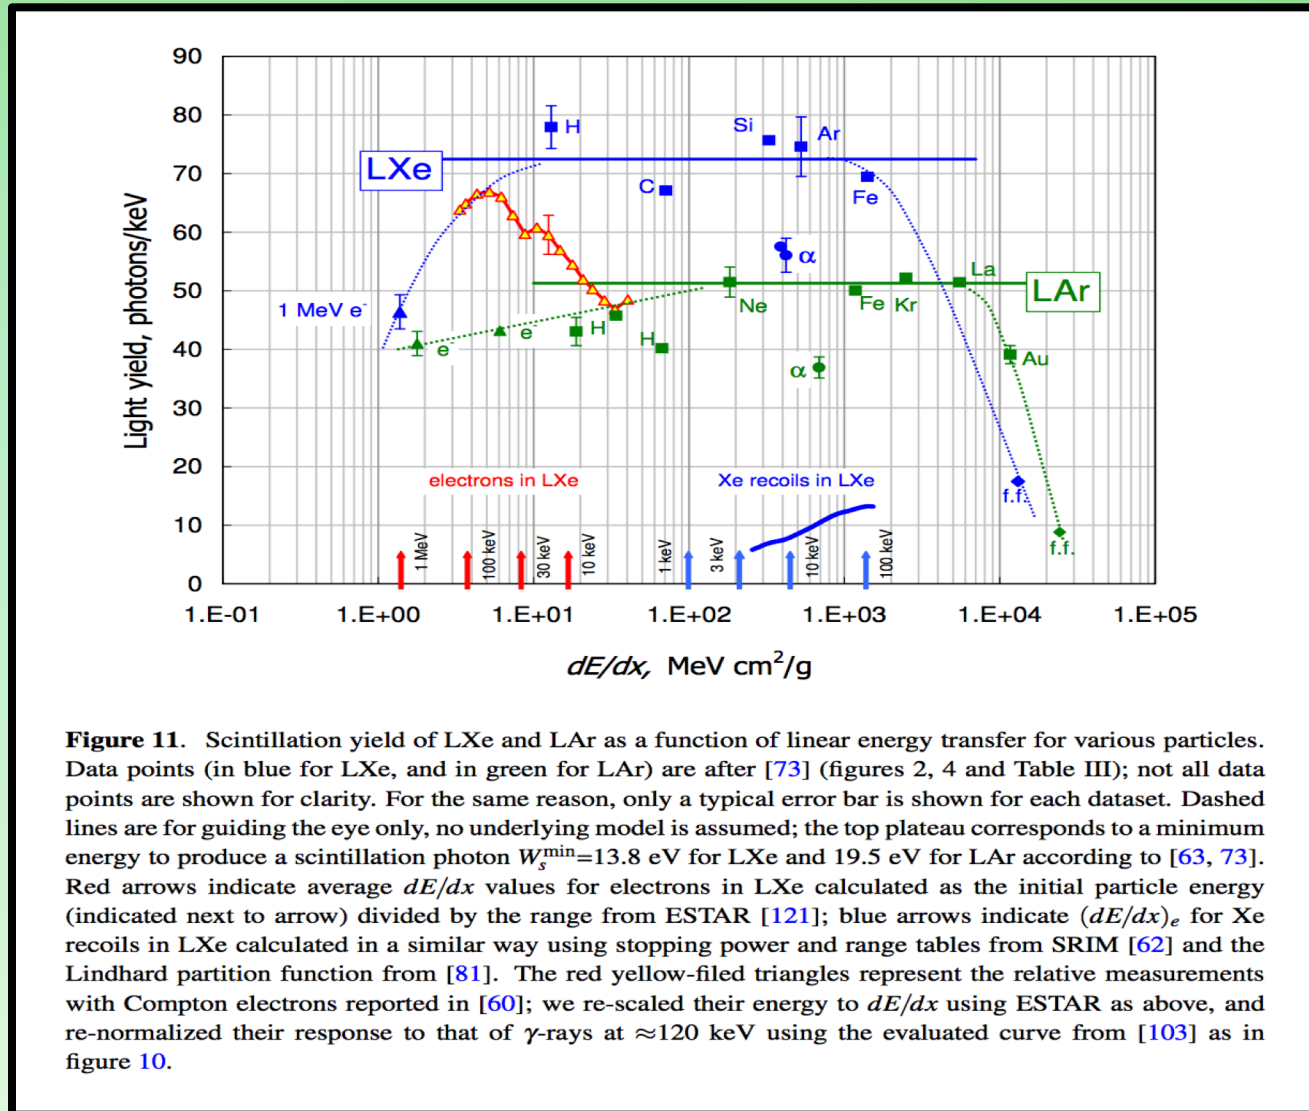 90
80
70
60
50
40
30
20
10
0
Light yield, photons/keV
H
Si
Ar
LXe
C
Fe
α
La
1 MeV e-
LAr
Ne
Fe
Kr
e-
e-
H
H
α
Au
electrons in LXe
Xe recoils in LXe
f.f.
f.f.
1 MeV
100 keV
30 keV
10 keV
1 keV
3 keV
10 keV
100 keV
1.E-01
1.E+00
1.E+01
1.E+02
1.E+03
1.E+04
1.E+05
dE/dx, MeV cm²/g
Figure 11. Scintillation yield of LXe and LAr as a function of linear energy transfer for various particles.
Data points (in blue for LXe, and in green for LAr) are after [73] (figures 2, 4 and Table III); not all data
points are shown for clarity. For the same reason, only a typical error bar is shown for each dataset. Dashed
lines are for guiding the eye only, no underlying model is assumed; the top plateau corresponds to a minimum
energy to produce a scintillation photon W_s^min=13.8 eV for LXe and 19.5 eV for LAr according to [63, 73].
Red arrows indicate average dE/dx values for electrons in LXe calculated as the initial particle energy
(indicated next to arrow) divided by the range from ESTAR [121]; blue arrows indicate (dE/dx)e for Xe
recoils in LXe calculated in a similar way using stopping power and range tables from SRIM [62] and the
Lindhard partition function from [81]. The red yellow-filed triangles represent the relative measurements
with Compton electrons reported in [60]; we re-scaled their energy to dE/dx using ESTAR as above, and
re-normalized their response to that of γ-rays at ≈120 keV using the evaluated curve from [103] as in
figure 10.